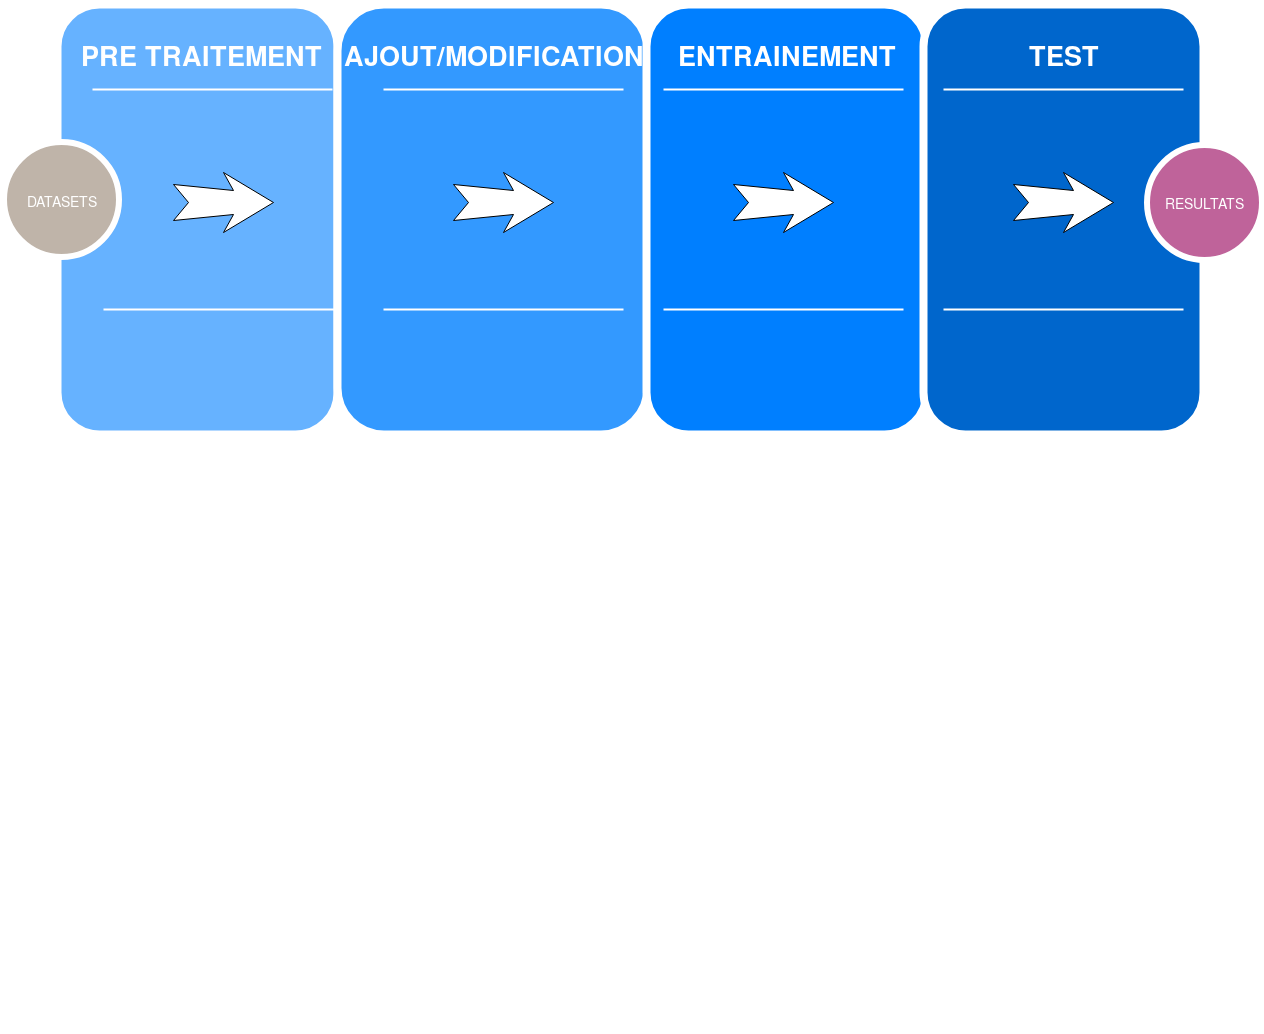 PRE TRAITEMENT
AJOUT/MODIFICATION
ENTRAINEMENT
TEST
DATASETS
RESULTATS